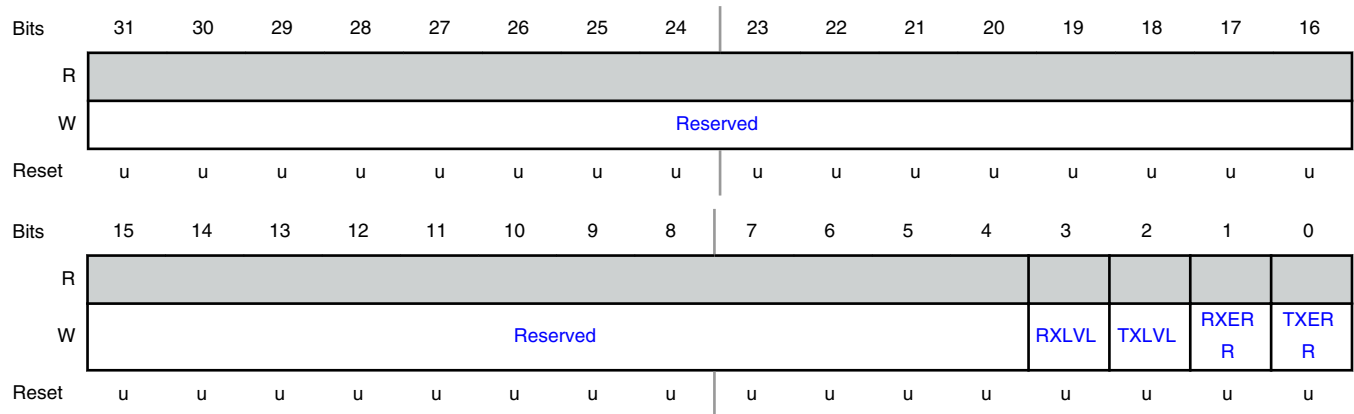 Bits 31 30 29 28 27 26 25 24 23 22 21 20 19 18 17 16
R
W Reserved
Reset u u u u u u u u u u u u u u u u
Bits 15 14 13 12 11 10 9 8 7 6 5 4 3 2 1 0
R
W Reserved RXLVL TXLVL RXER R TXER R
Reset u u u u u u u u u u u u u u u u